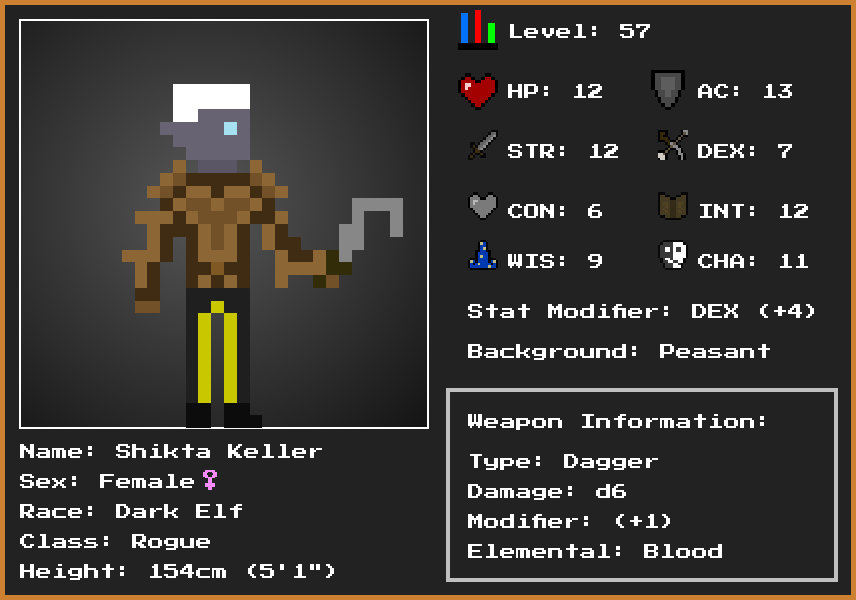 Level: 57
HP: 12 AC: 13
STR: 12 DEX: 7
CON: 6 INT: 12
WIS: 9 CHA: 11
Stat Modifier: DEX (+4)
Background: Peasant
Weapon Information:
Type: Dagger
Damage: d6
Modifier: (+1)
Elemental: Blood
Name: Shikta Keller
Sex: Female♀
Race: Dark Elf
Class: Rogue
Height: 154cm (5'1")